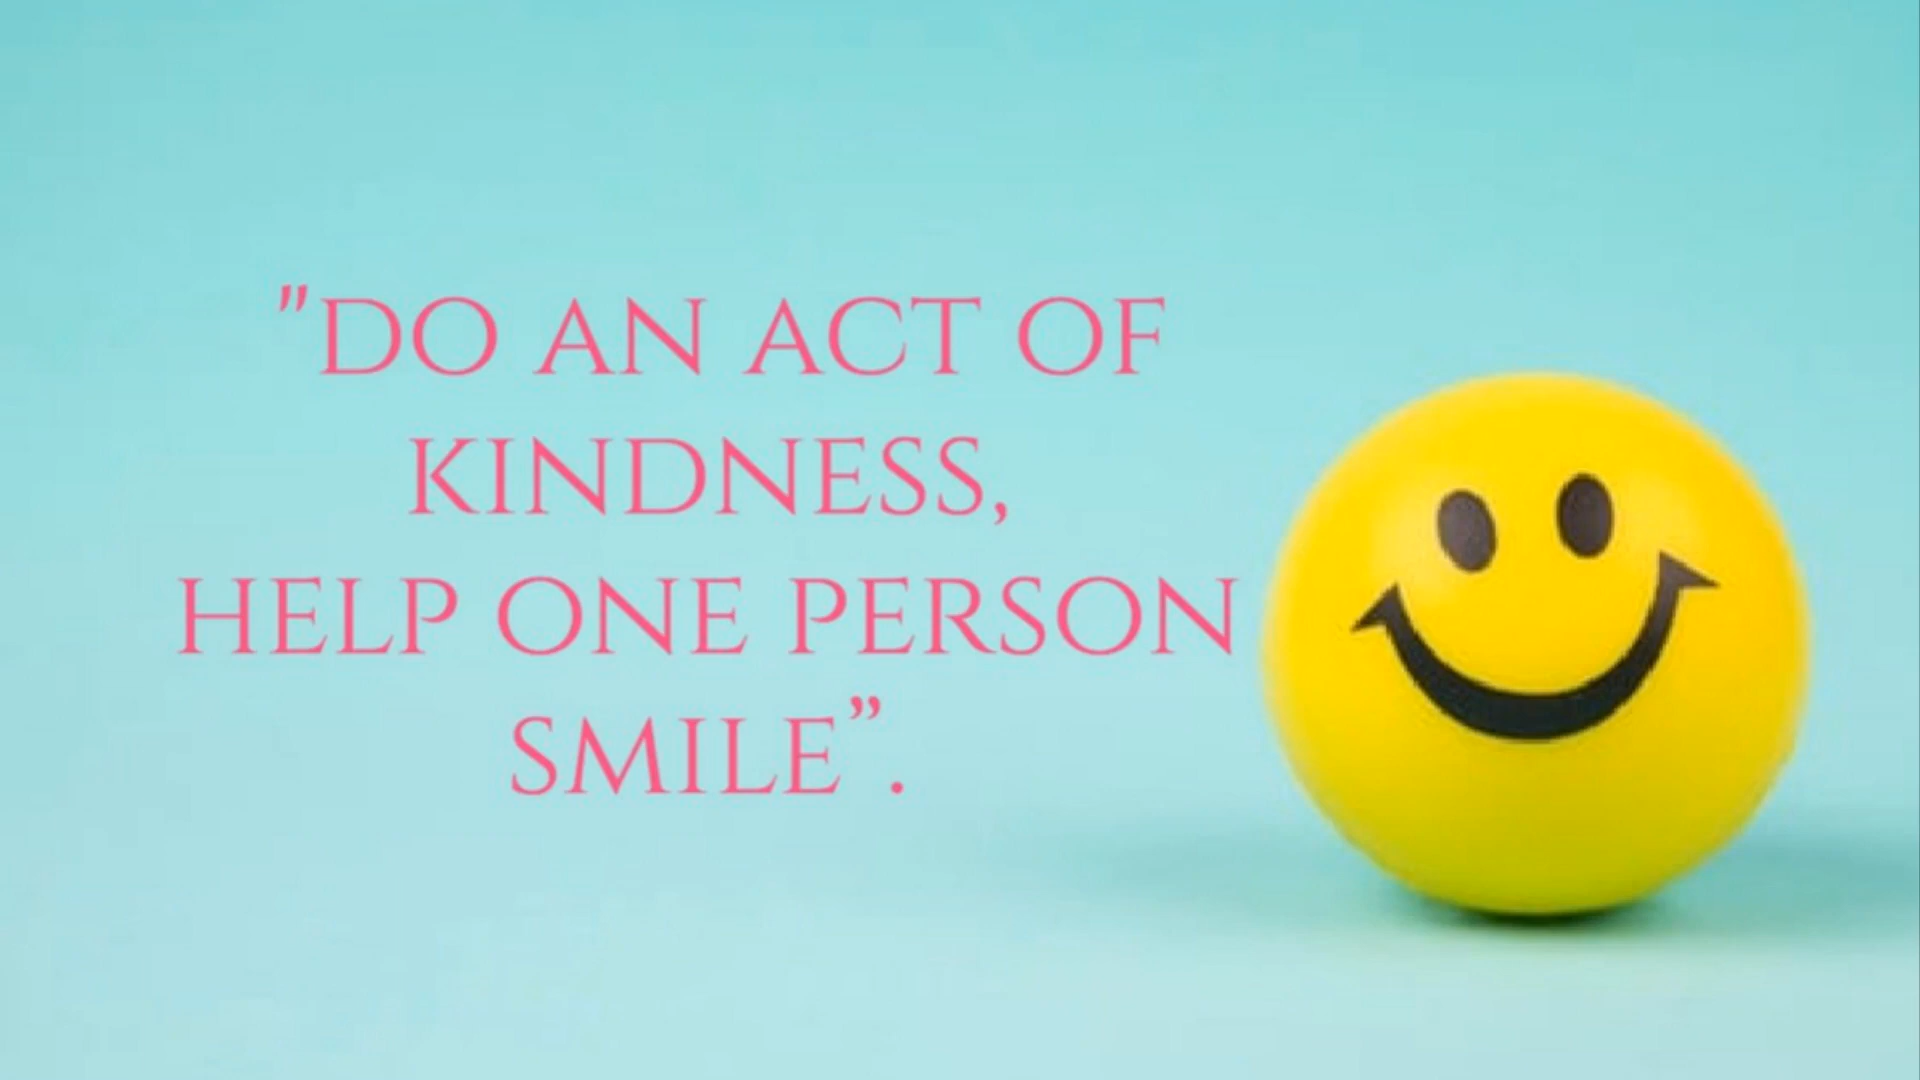 "DO AN ACT OF
KINDNESS,
HELP ONE PERSON
SMILE”.